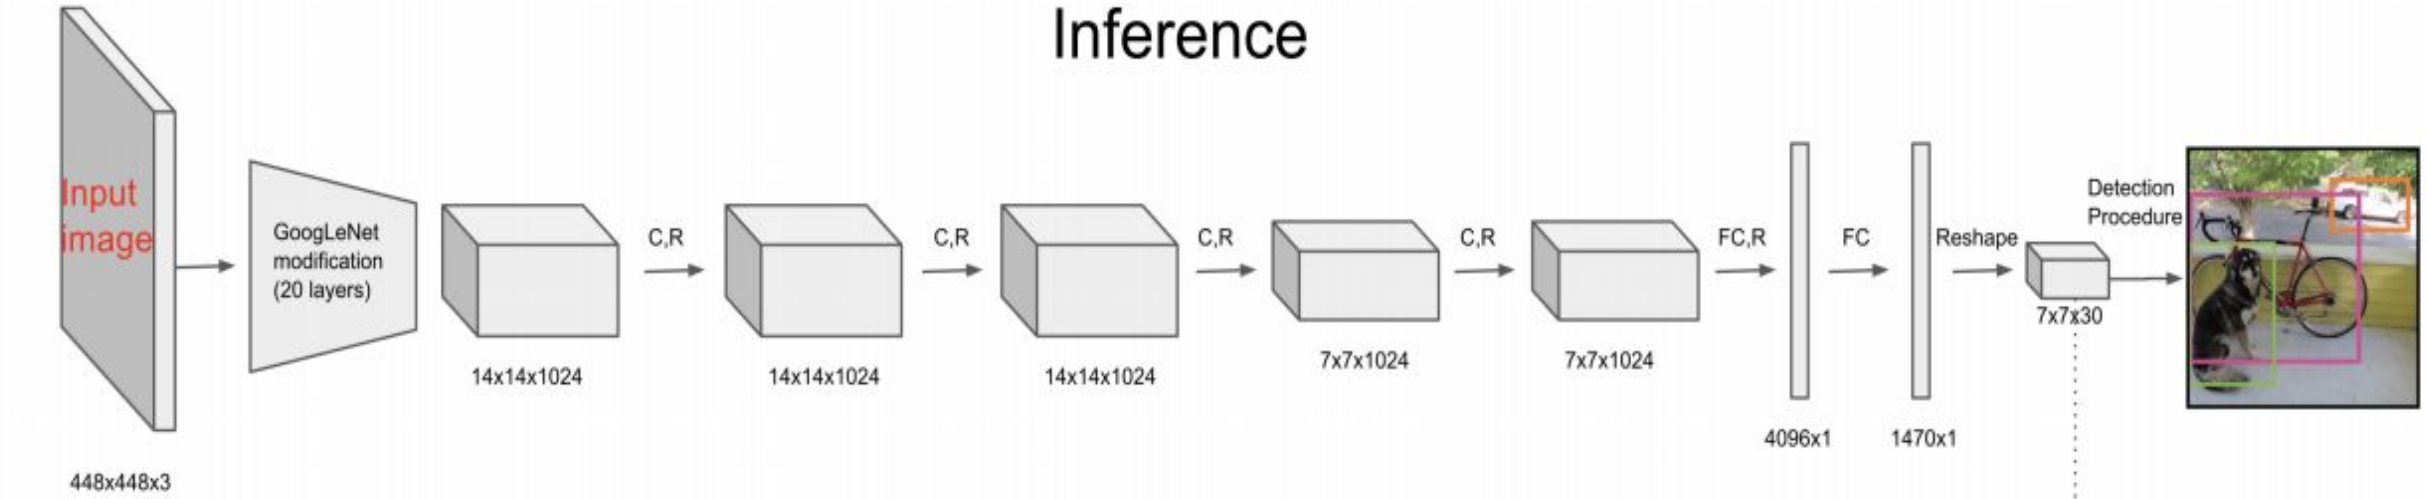 Inference
Input
image
448x448x3
GoogLeNet
modification
(20 layers)
14x14x1024
C,R
14x14x1024
C,R
14x14x1024
C,R
7x7x1024
C,R
7x7x1024
FC,R
4096x1
FC
1470x1
Reshape
7x7x30
Detection
Procedure